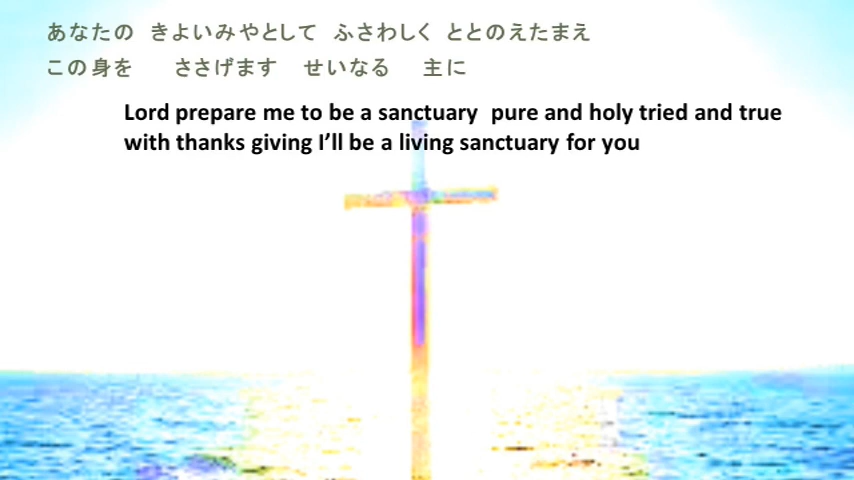 あなたの きよいみやとして ふさわしく ととのえたまえ
この身を ささげます せいなる 主に
Lord prepare me to be a sanctuary pure and holy tried and true
with thanks giving I’ll be a living sanctuary for you